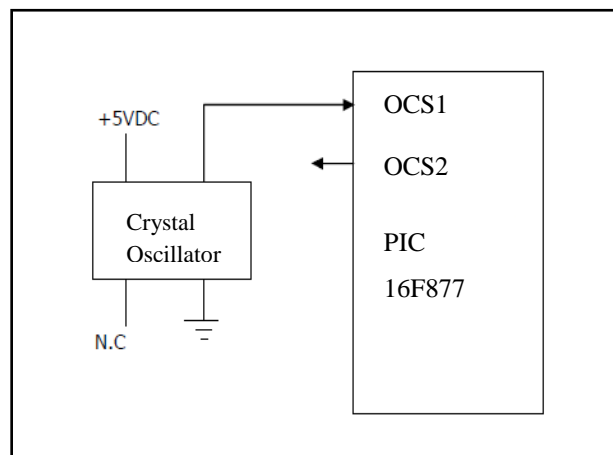 +5VDC
Crystal
Oscillator
N.C
OCS1
OCS2
PIC
16F877